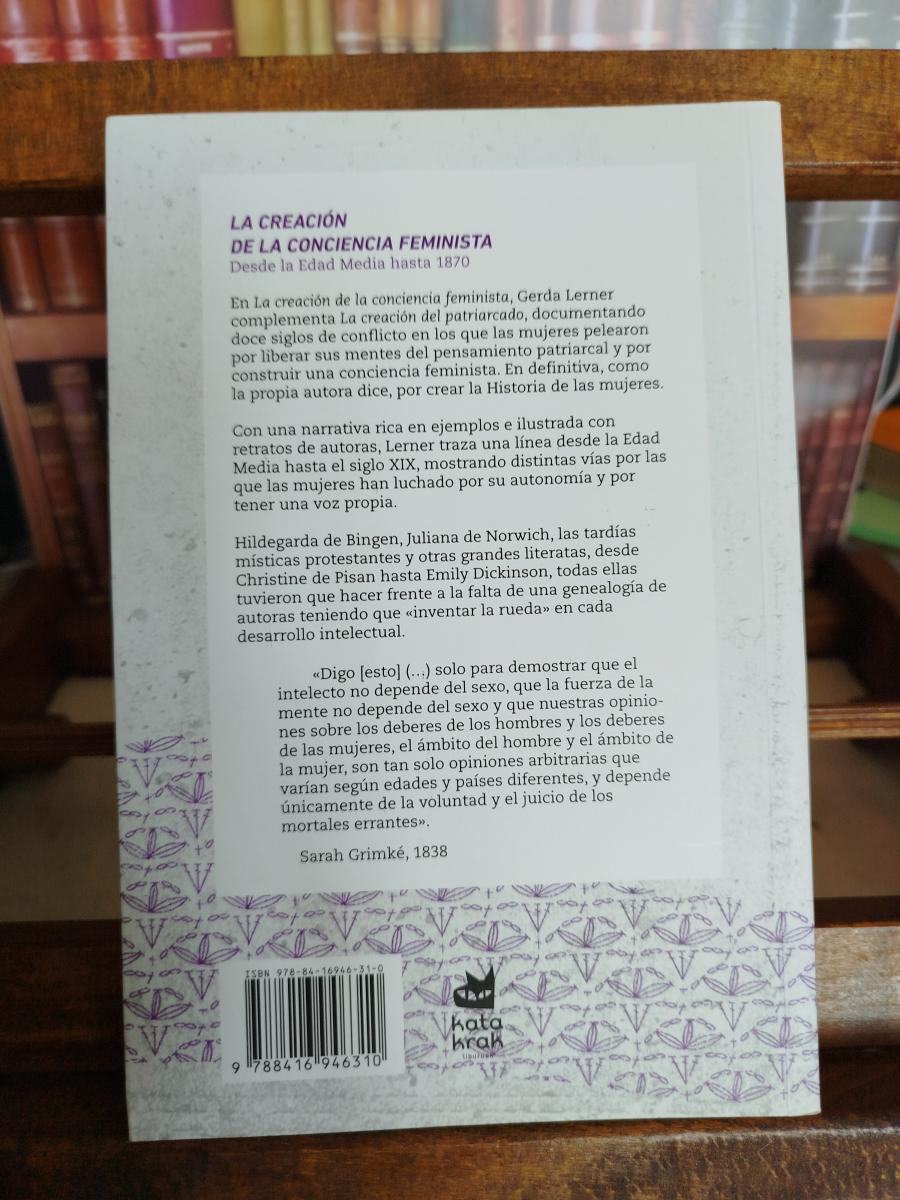 LA CREACIÓN
DE LA CONCIENCIA FEMINISTA
Desde la Edad Media hasta 1870
En La creación de la conciencia feminista, Gerda Lerner
complementa La creación del patriarcado, documentando
doce siglos de conflicto en los que las mujeres pelearon
por liberar sus mentes del pensamiento patriarcal y por
construir una conciencia feminista. En definitiva, como
la propia autora dice, por crear la Historia de las mujeres.
Con una narrativa rica en ejemplos e ilustrada con
retratos de autoras, Lerner traza una línea desde la Edad
Media hasta el siglo XIX, mostrando distintas vías por las
que las mujeres han luchado por su autonomía y por
tener una voz propia.
Hildegarda de Bingen, Juliana de Norwich, las tardías
místicas protestantes y otras grandes literatas, desde
Christine de Pisan hasta Emily Dickinson, todas ellas
tuvieron que hacer frente a la falta de una genealogía de
autoras teniendo que «inventar la rueda» en cada
desarrollo intelectual.
«Digo [esto] (...) solo para demostrar que el
intelecto no depende del sexo, que la fuerza de la
mente no depende del sexo y que nuestras opinio-
nes sobre los deberes de los hombres y los deberes
de las mujeres, el ámbito del hombre y el ámbito de
la mujer, son tan solo opiniones arbitrarias que
varían según edades y países diferentes, y depende
únicamente de la voluntad y el juicio de los
mortales errantes».
Sarah Grimké, 1838
ISBN 978-84-16946-31-0
9 788416 946310
kata
krak
liburuak